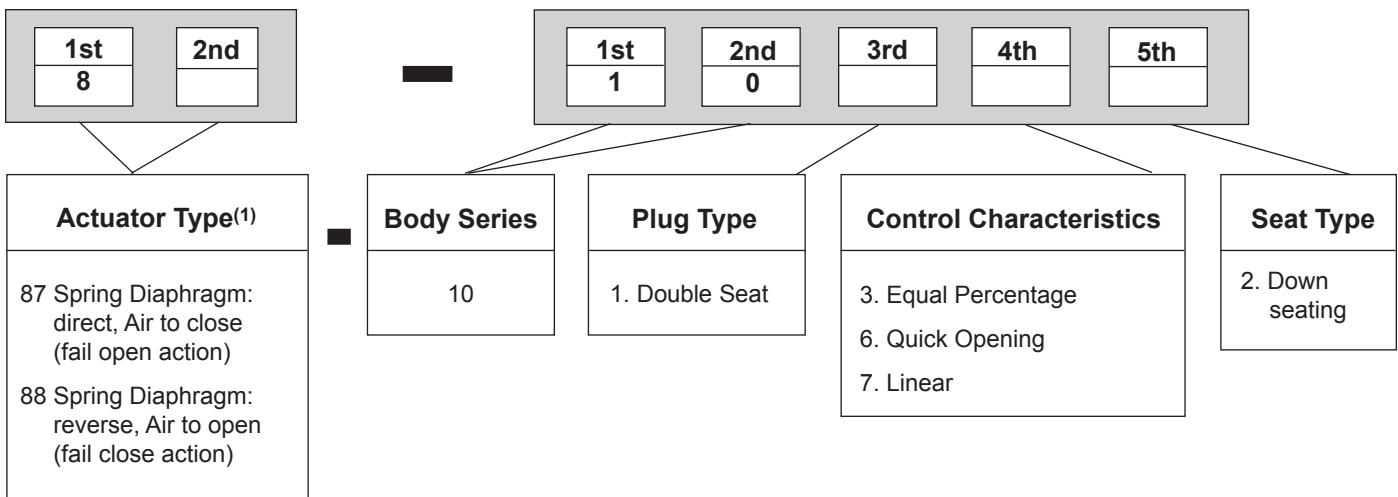 1st 2nd
8
1st 2nd 3rd 4th 5th
1 0
Actuator Type(1)
87 Spring Diaphragm:
direct, Air to close
(fail open action)
88 Spring Diaphragm:
reverse, Air to open
(fail close action)
Body Series
10
Plug Type
1. Double Seat
Control Characteristics
3. Equal Percentage
6. Quick Opening
7. Linear
Seat Type
2. Down
seating